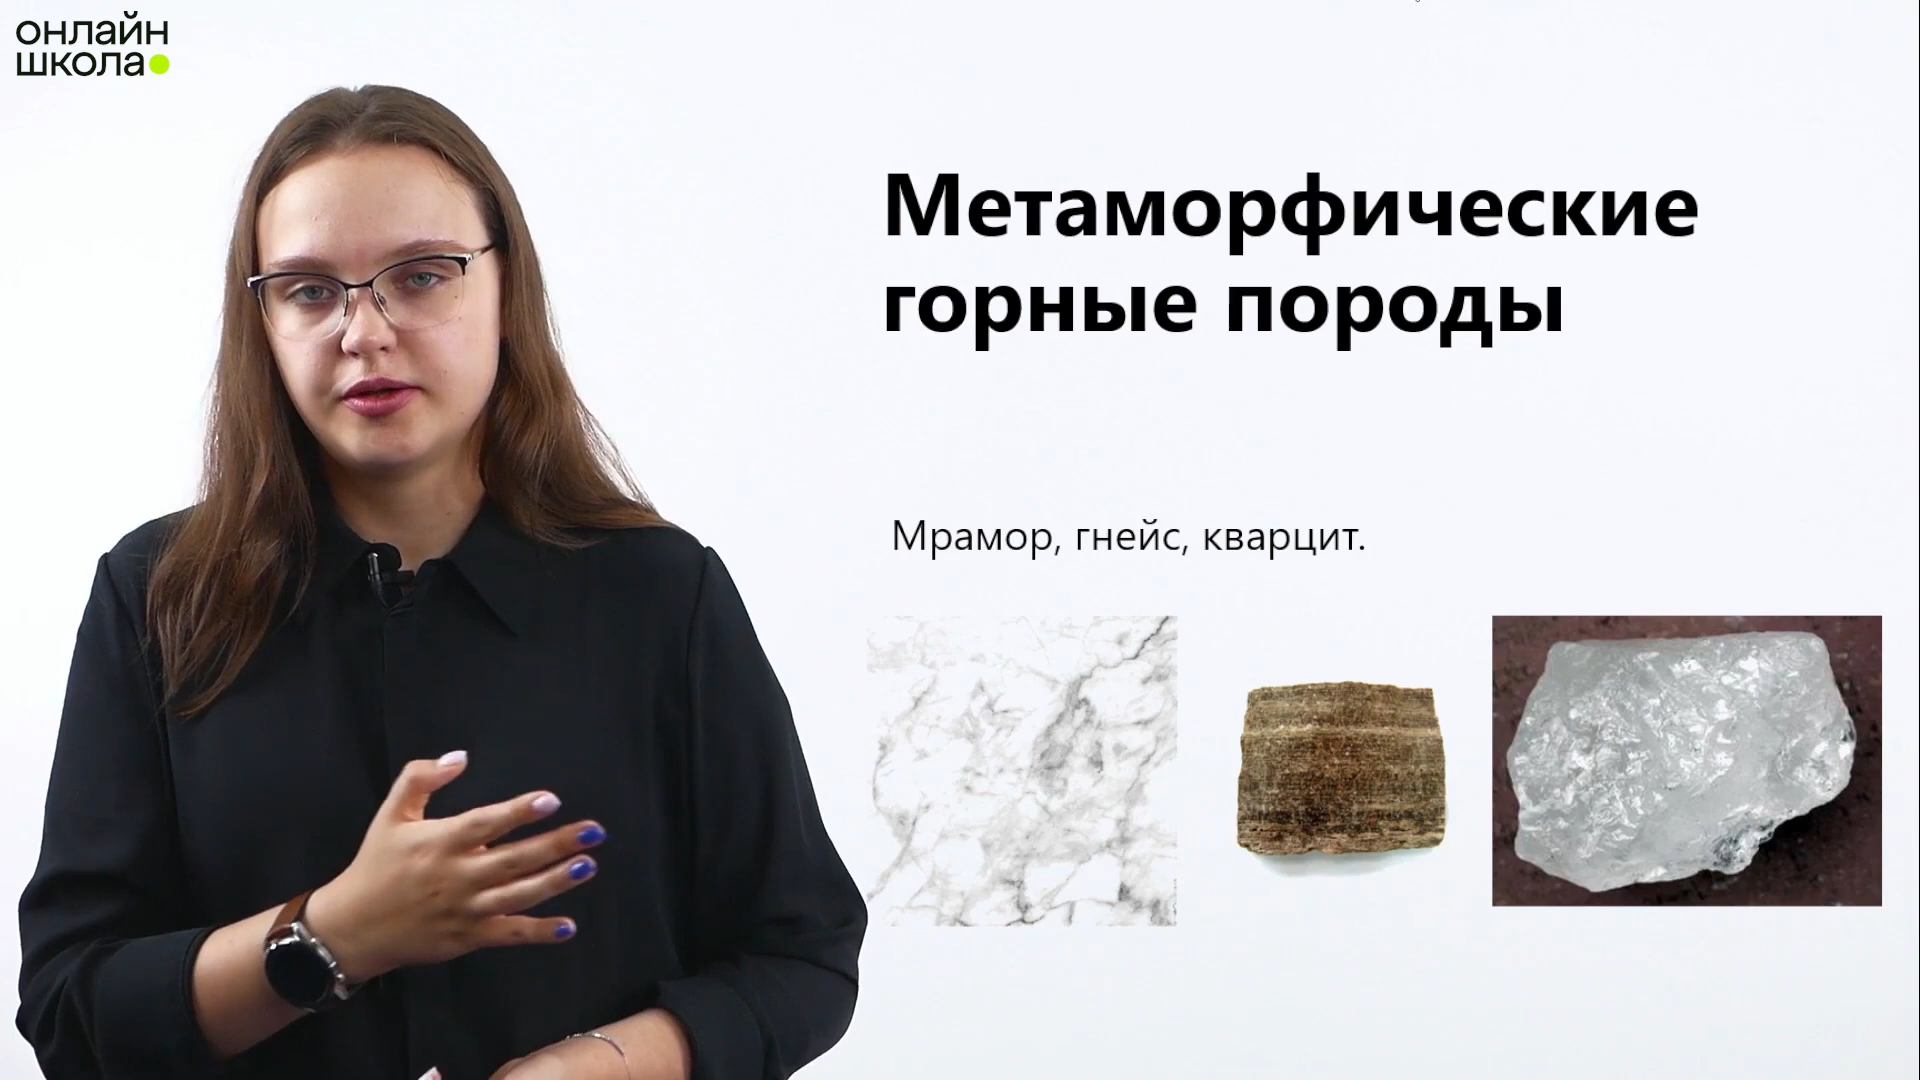 онлайн
школа
Метаморфические
горные породы
Мрамор, гнейс, кварцит.